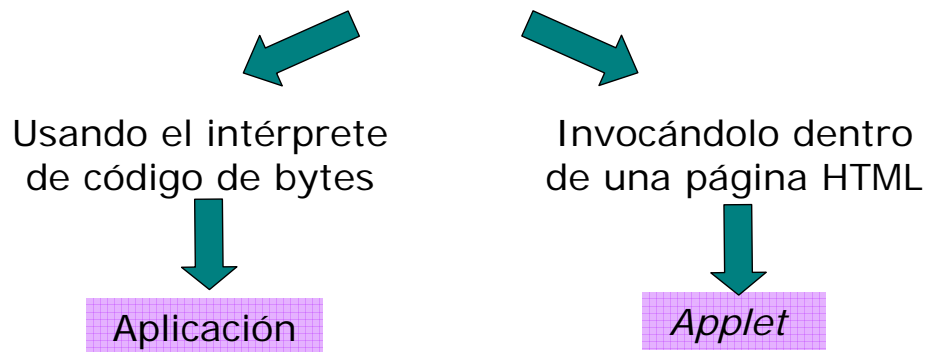 Usando el intérprete
de código de bytes
Invocándolo dentro
de una página HTML
Aplicación
Applet